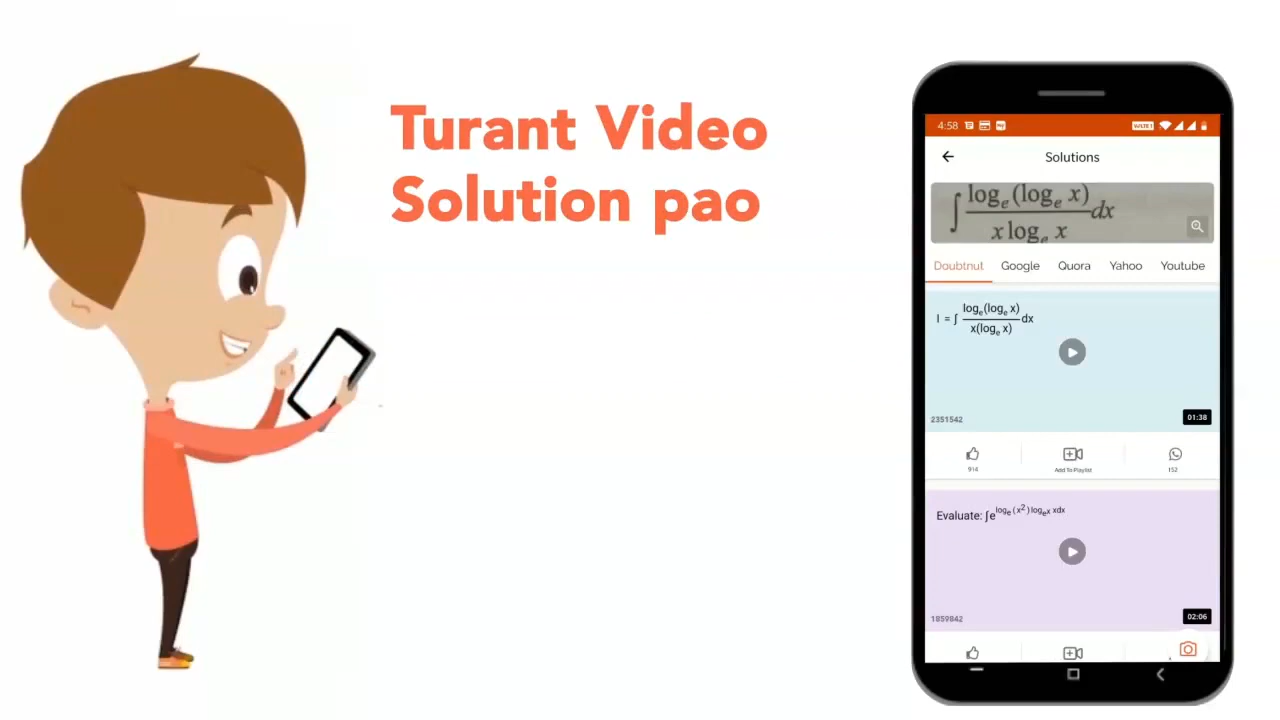 Turant Video
Solution pao
4:58
VoLTE1
Solutions
∫ logₑ(logₑ x) / x logₑ x dx
Doubtnut Google Quora Yahoo Youtube
I = ∫ logₑ(logₑ x) / x(logₑ x) dx
2351542
01:38
914 Add To Playlist 152
Evaluate: ∫e^logₑ(x²)logₑx xdx
1859842
02:06